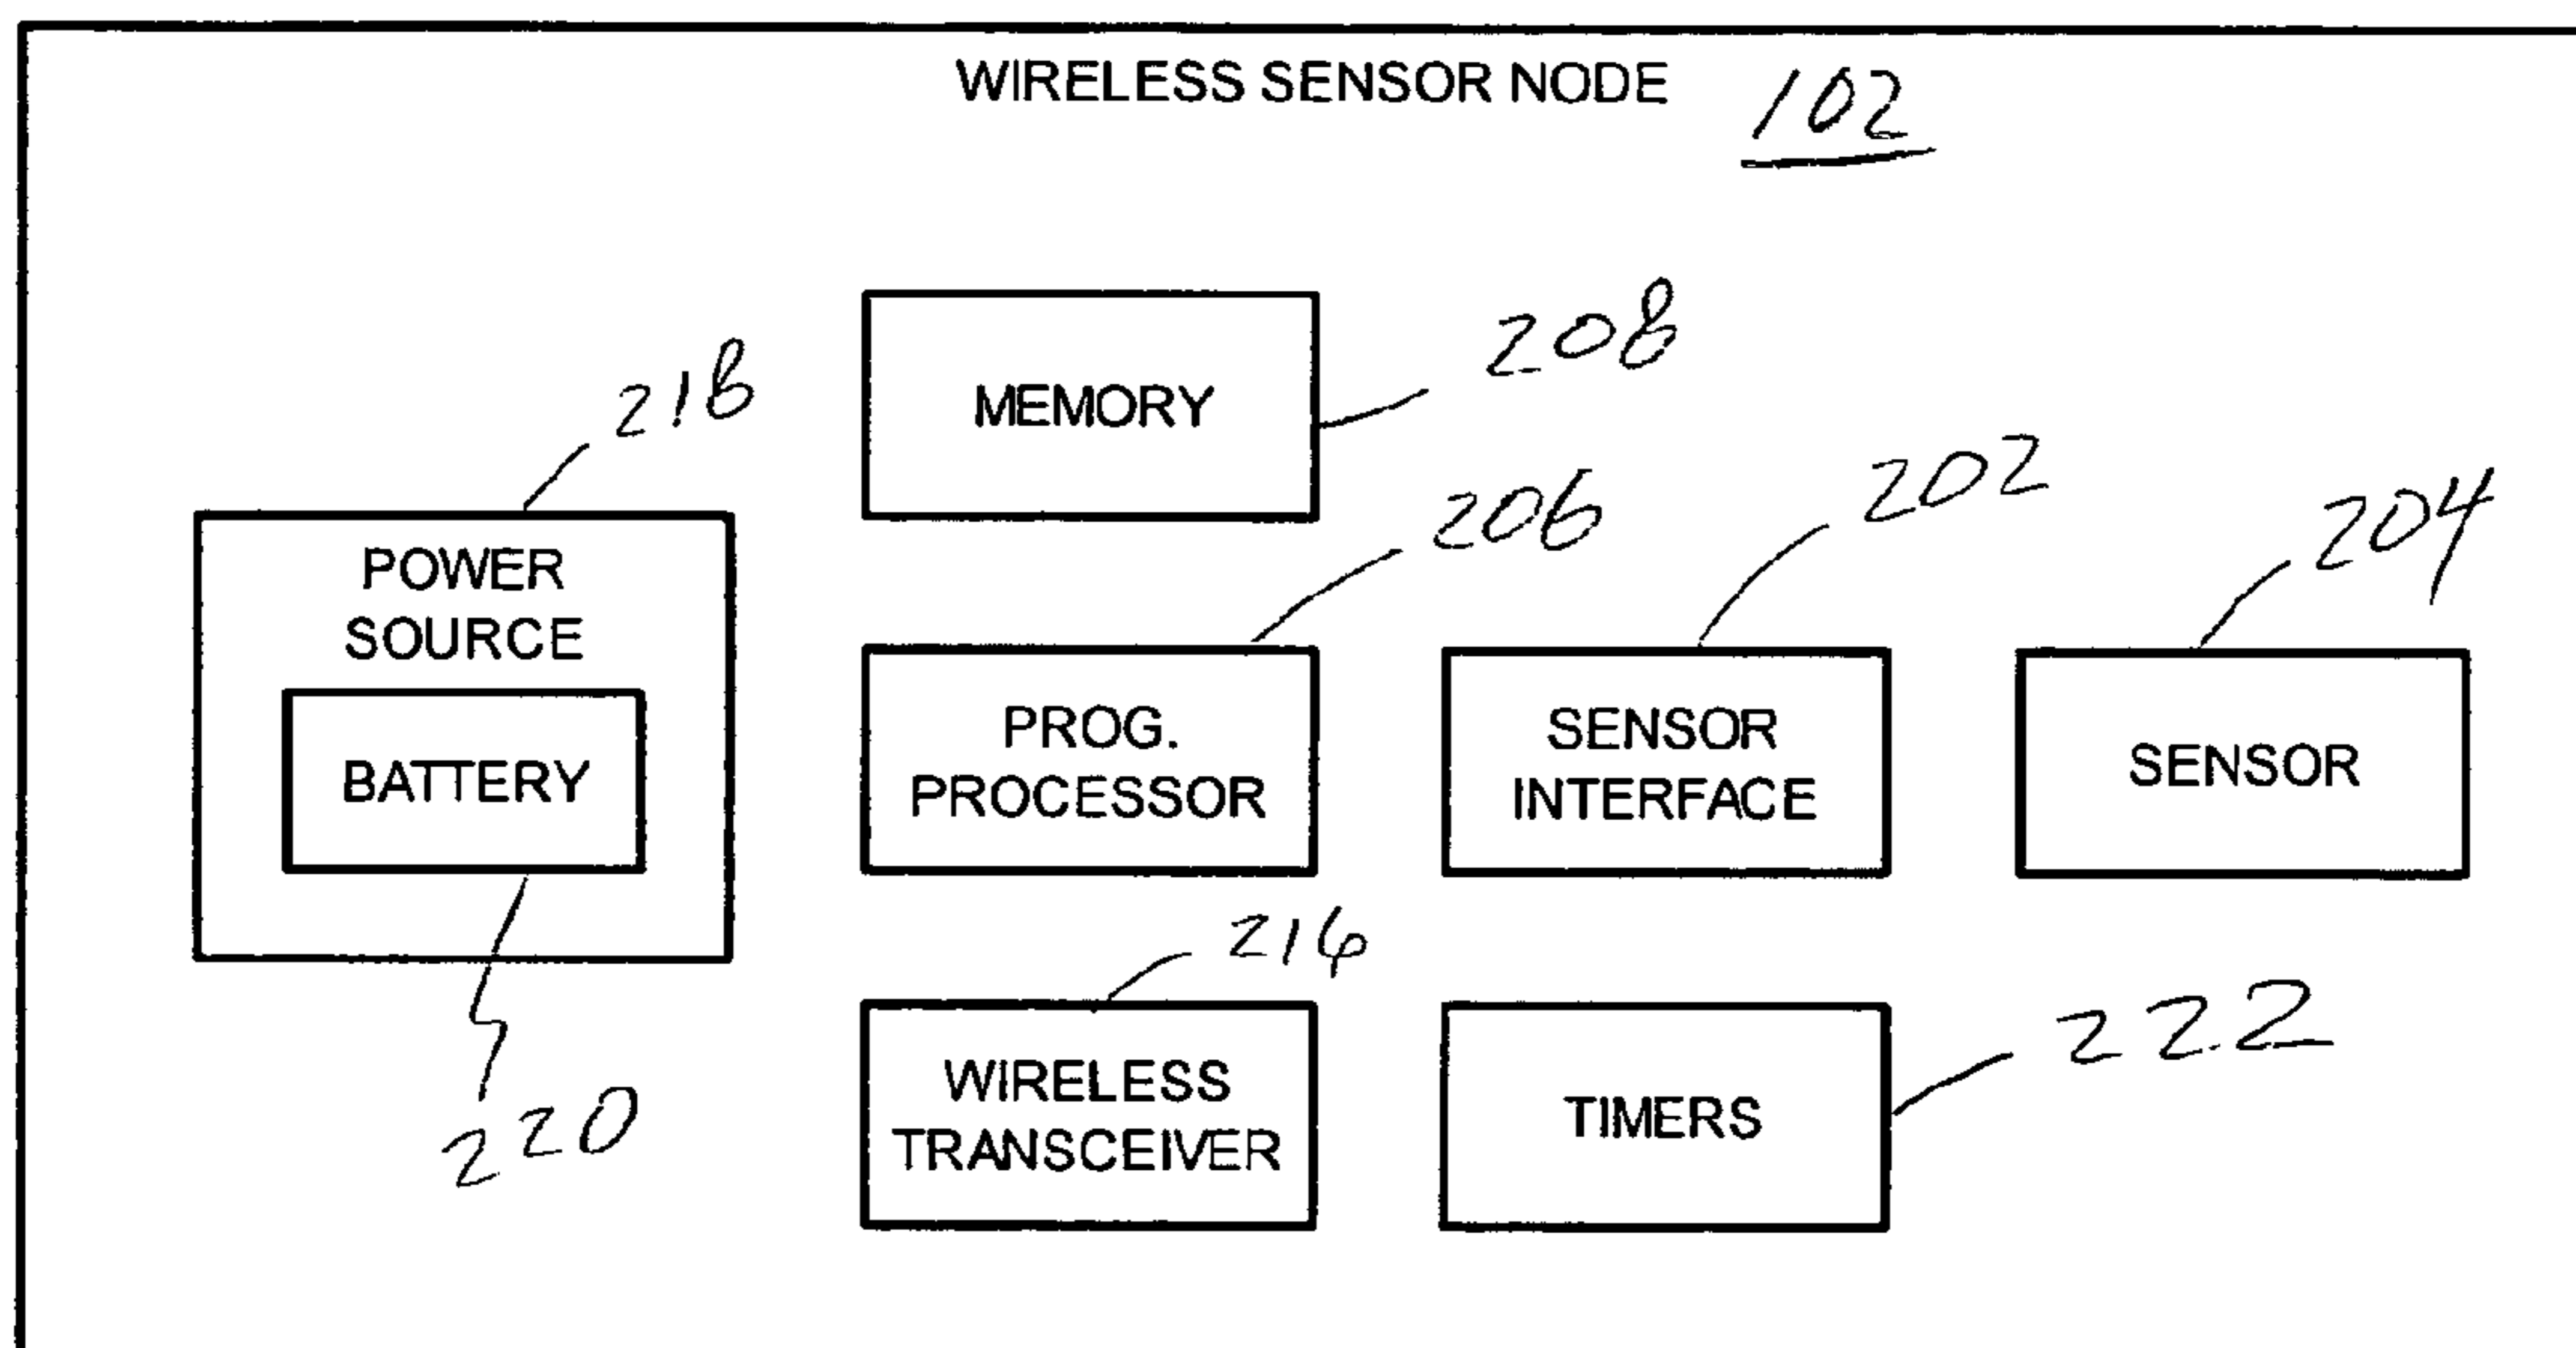 WIRELESS SENSOR NODE 102
MEMORY 208
218
POWER
SOURCE
BATTERY
220
206
PROG.
PROCESSOR
202
SENSOR
INTERFACE
204
SENSOR
216
WIRELESS
TRANSCEIVER
TIMERS 222